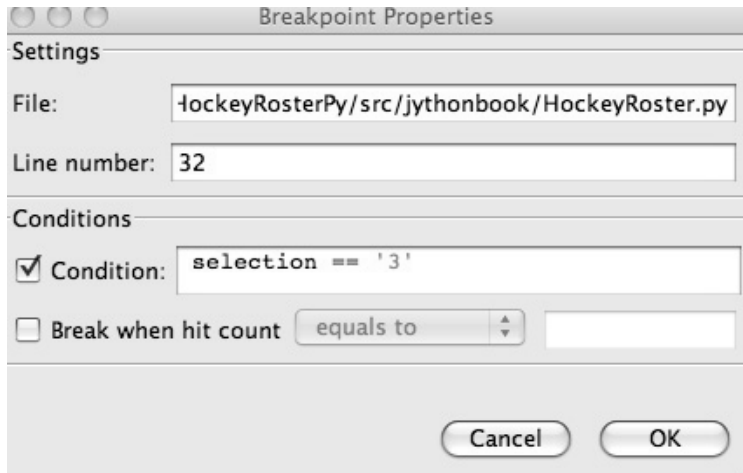 Breakpoint Properties
Settings
File: HockeyRosterPy/src/jythonbook/HockeyRoster.py
Line number: 32
Conditions
Condition: selection == '3'
Break when hit count equals to
Cancel OK